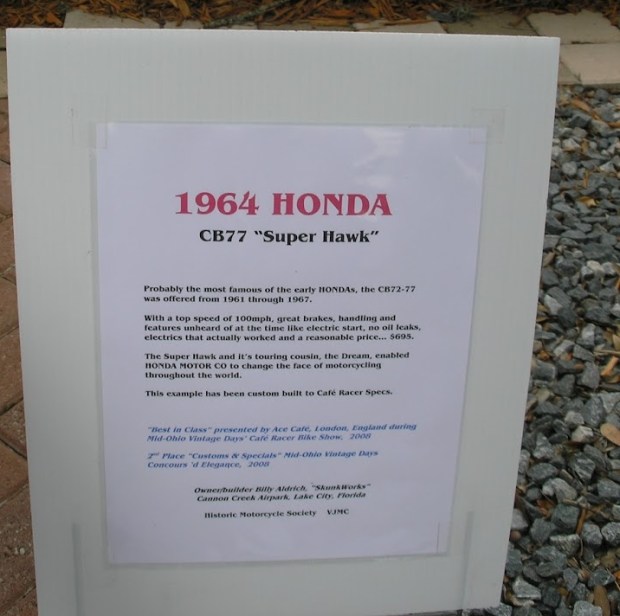 1964 HONDA
CB77 "Super Hawk"
Probably the most famous of the early HONDAs, the CB72-77
was offered from 1961 through 1967.
With a top speed of 100mph, great brakes, handling and
features unheard of at the time like electric start, no oil leaks,
electrics that actually worked and a reasonable price... $695.
The Super Hawk and it's touring cousin, the Dream, enabled
HONDA MOTOR CO to change the face of motorcycling
throughout the world.
This example has been custom built to Café Racer Specs.
"Best in Class" presented by Ace Café, London, England during
Mid-Ohio Vintage Days' Café Racer Bike Show, 2008
2nd Place "Customs & Specials" Mid-Ohio Vintage Days
Concours 'd Elegance, 2008
Owner/builder Billy Aldrich, "SkunkWorks"
Cannon Creek Airpark, Lake City, Florida
Historic Motorcycle Society VJMC